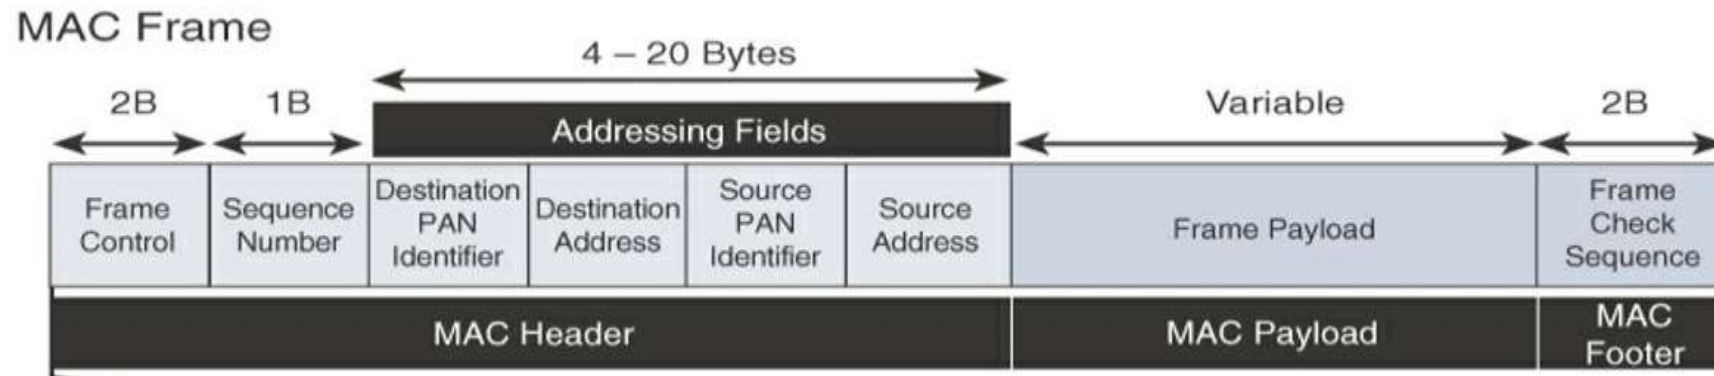 MAC Frame
4 – 20 Bytes
2B
1B
Variable
2B
Addressing Fields
Frame
Control
Sequence
Number
Destination
PAN
Identifier
Destination
Address
Source
PAN
Identifier
Source
Address
Frame Payload
Frame
Check
Sequence
MAC Header
MAC Payload
MAC
Footer